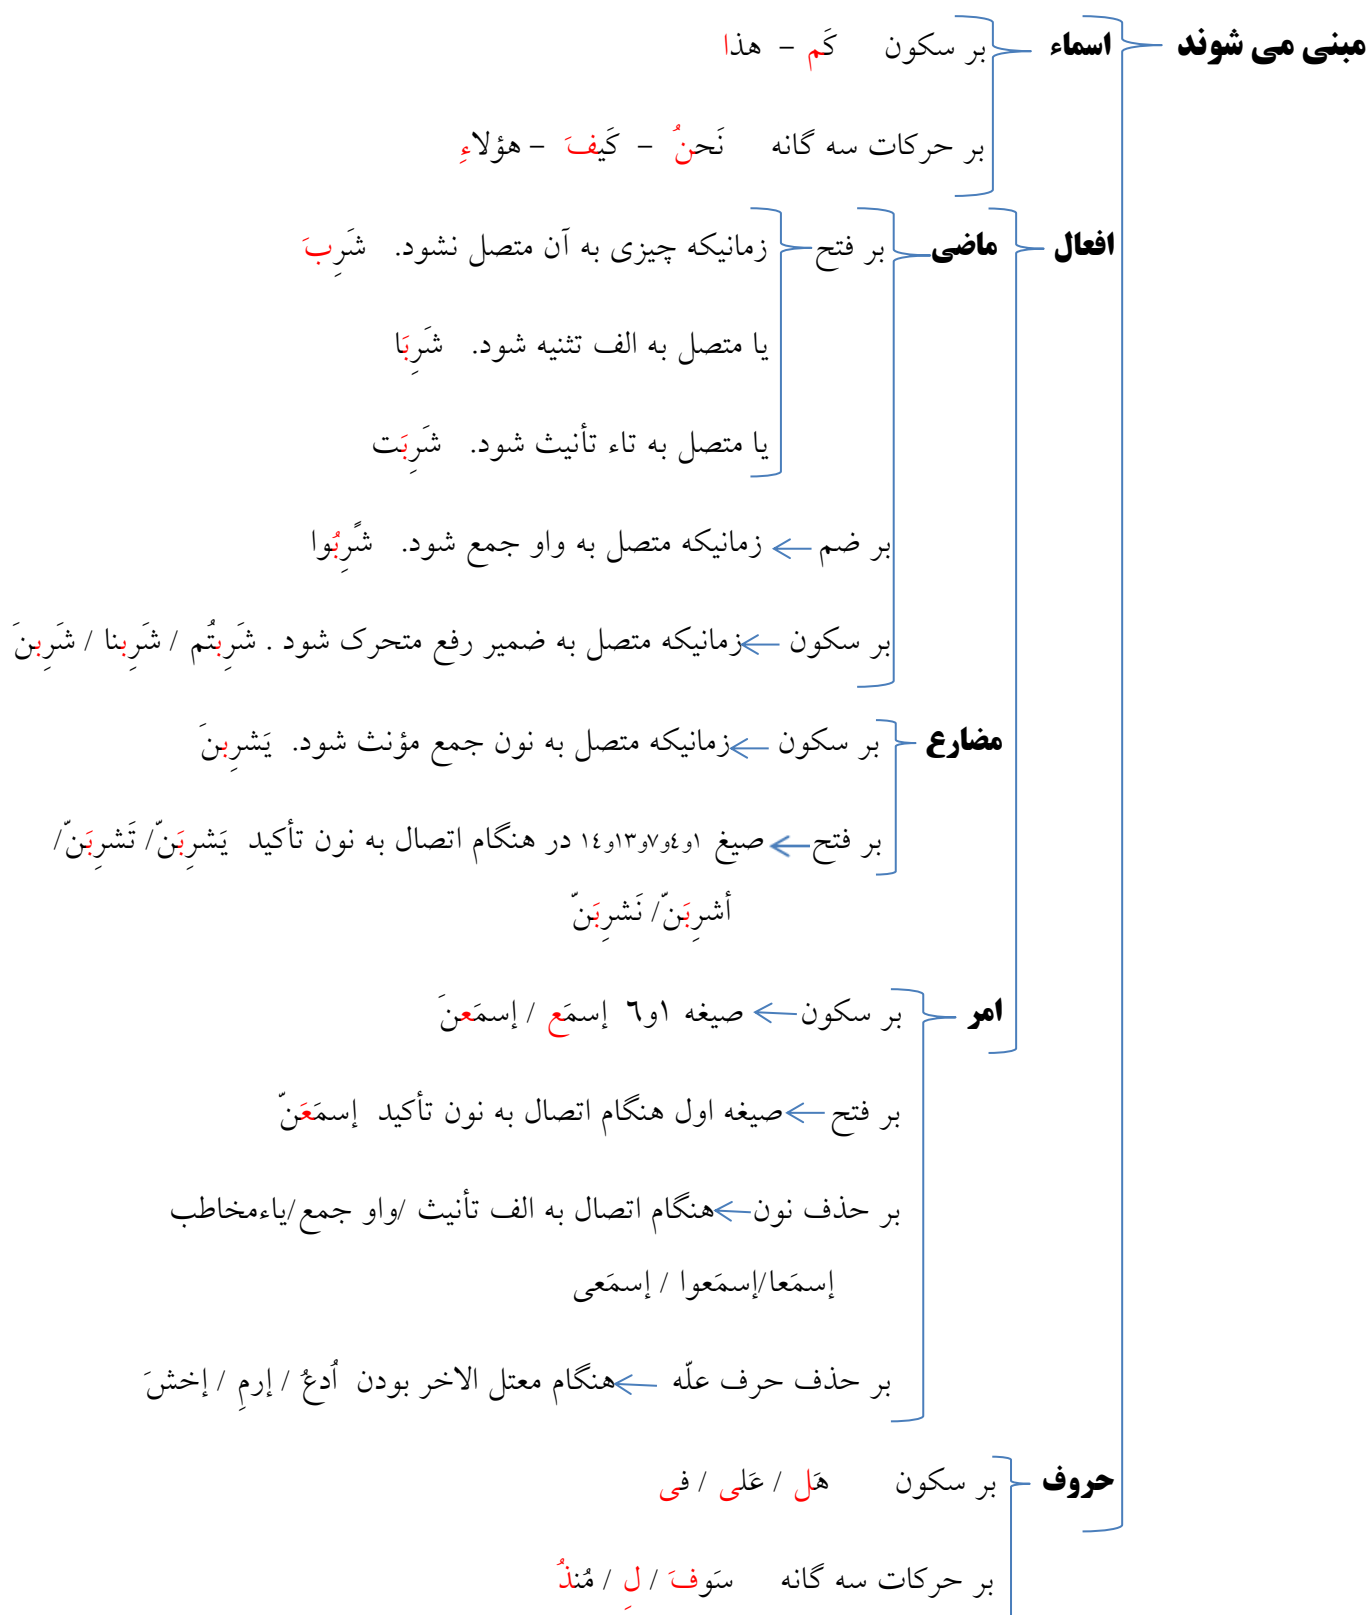 مبنی می شوند اسماء بر سکون کَم – هذا
بر حرکات سه گانه نَحنُ – کَیفَ – هؤلاءِ
افعال ماضی بر فتح زمانیکه چیزی به آن متصل نشود. شَرِبَ
یا متصل به الف تثنیه شود. شَرِبَا
یا متصل به تاء تأنیث شود. شَرِبَت
بر ضم زمانیکه متصل به واو جمع شود. شًرِبُوا
بر سکون زمانیکه متصل به ضمیر رفع متحرک شود . شَرِبتُم / شَرِبنا / شَرِبنَ
مضارع بر سکون زمانیکه متصل به نون جمع مؤنث شود. یَشرِبنَ
بر فتح صیغ ١و٤و٧و١٣و١٤ در هنگام اتصال به نون تأکید یَشرِبَنّ/ تَشرِبَنّ/
أشرِبَنّ/ نَشرِبَنّ
امر بر سکون صیغه ١و٦ إسمَع / إسمَعنَ
بر فتح صیغه اول هنگام اتصال به نون تأکید إسمَعَنّ
بر حذف نون هنگام اتصال به الف تأنیث /واو جمع/یاءمخاطب
إسمَعا/إسمَعوا / إسمَعی
بر حذف حرف علّه هنگام معتل الاخر بودن اُدعُ / إرمِ / إخشَ
حروف بر سکون هَل / عَلی / فی
بر حرکات سه گانه سَوفَ / لِ / مُنذُ